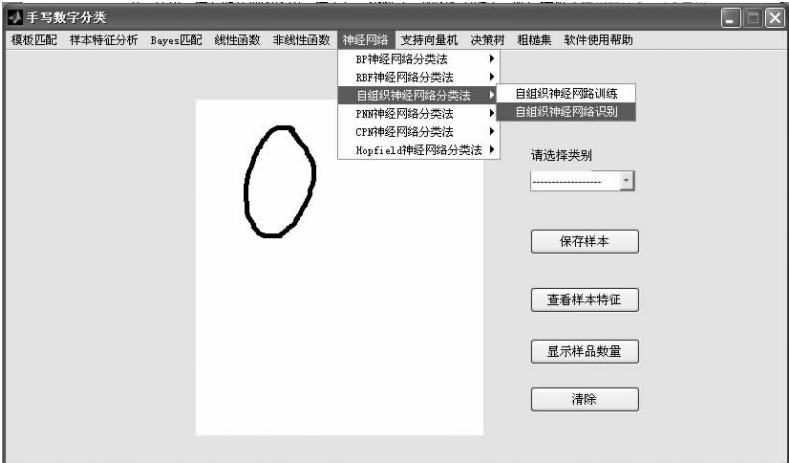 手写数字分类
模板匹配 样本特征分析 Bayes匹配 线性函数 非线性函数 神经网络 支持向量机 决策树 粗糙集 软件使用帮助
BP神经网络分类法
RBF神经网络分类法
自组织神经网络分类法
PNN神经网络分类法
CPN神经网络分类法
Hopfield神经网络分类法
自组织神经网路训练
自组织神经网络识别
请选择类别
------------------
保存样本
查看样本特征
显示样品数量
清除